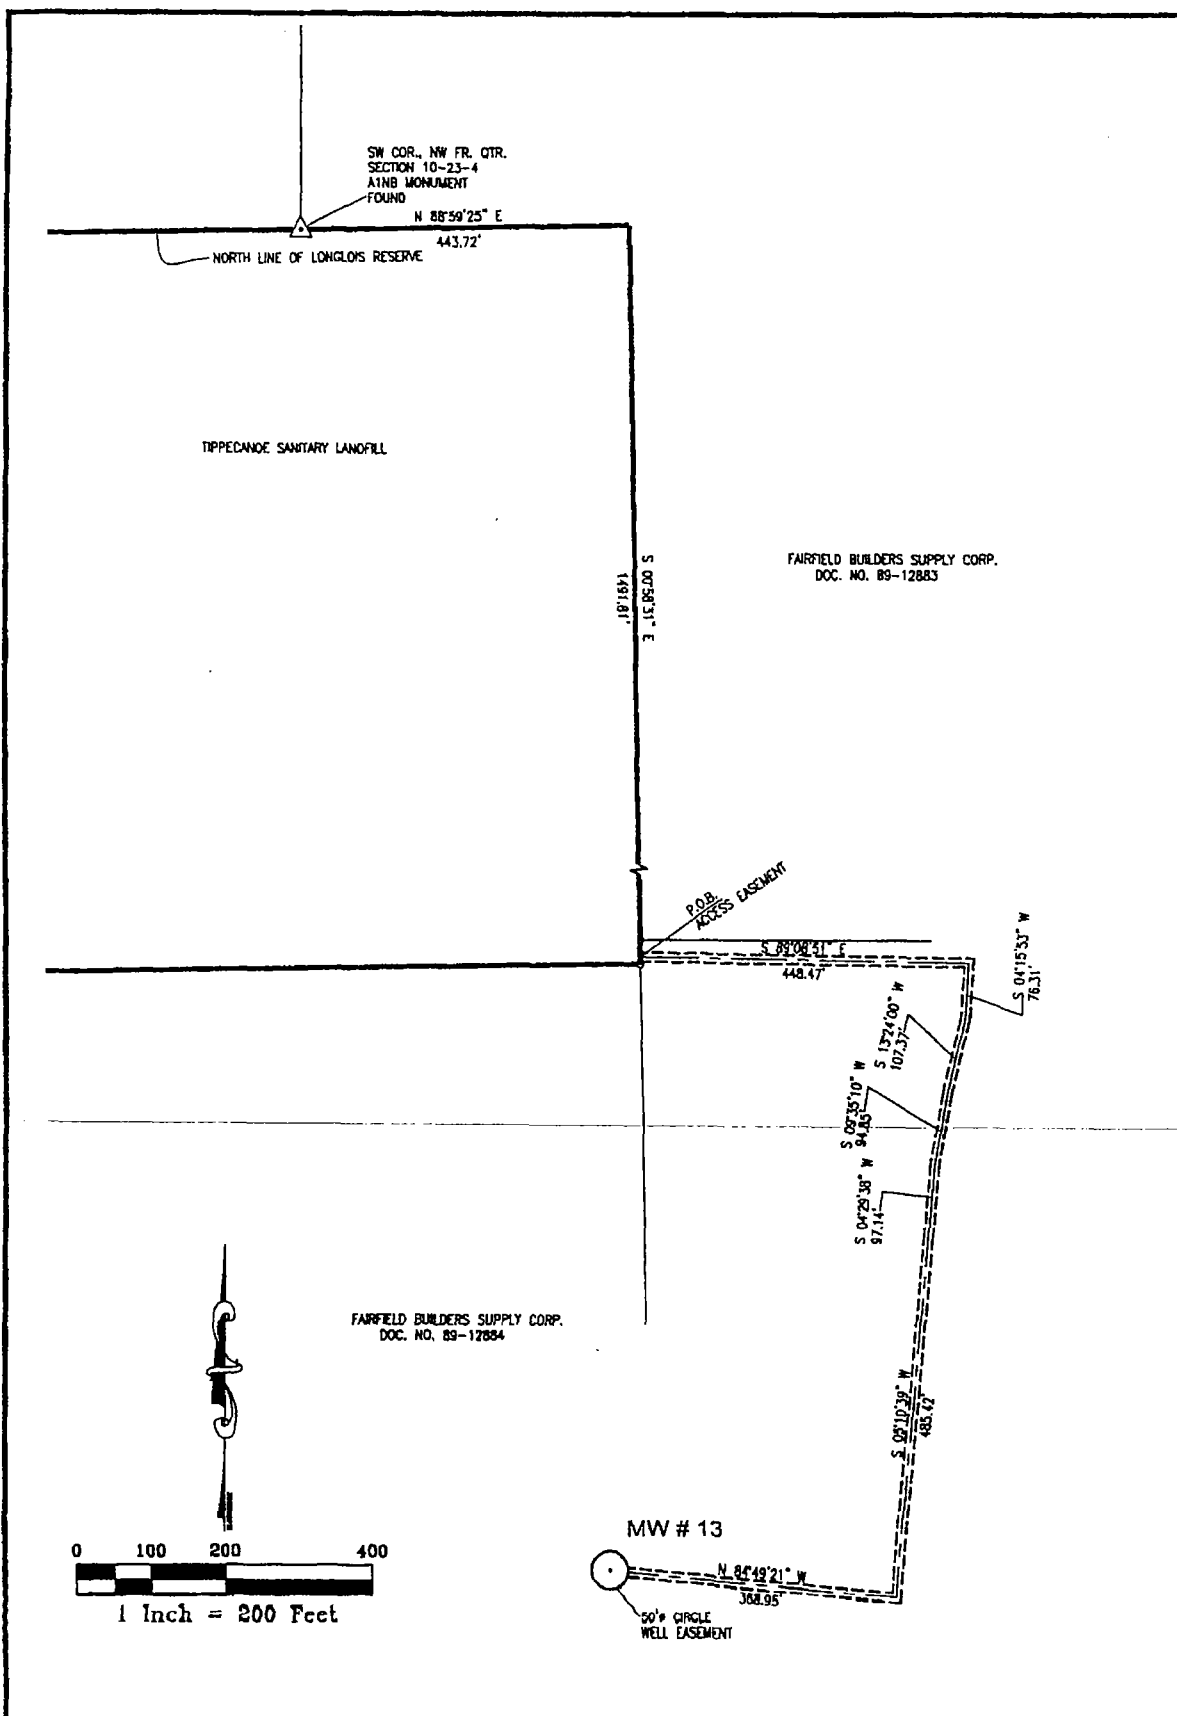 SW COR., NW FR. QTR.
SECTION 10-23-4
A1NB MONUMENT
FOUND
N 88°59'25" E
443.72'
NORTH LINE OF LONGLOIS RESERVE
TIPPECANOE SANITARY LANDFILL
S 00°58'31" E
1491.61'
FAIRFIELD BUILDERS SUPPLY CORP.
DOC. NO. 89-12883
P.O.B.
ACCESS EASEMENT
S 89°08'51" E
448.47'
S 04°15'53" W
76.31'
S 13°24'00" W
107.37'
S 09°35'10" W
94.85'
S 04°29'38" W
97.14'
FAIRFIELD BUILDERS SUPPLY CORP.
DOC. NO. 89-12884
S 05°10'39" W
485.42'
MW # 13
N 84°49'21" W
368.95'
50'ø CIRCLE
WELL EASEMENT
0 100 200 400
1 Inch = 200 Feet